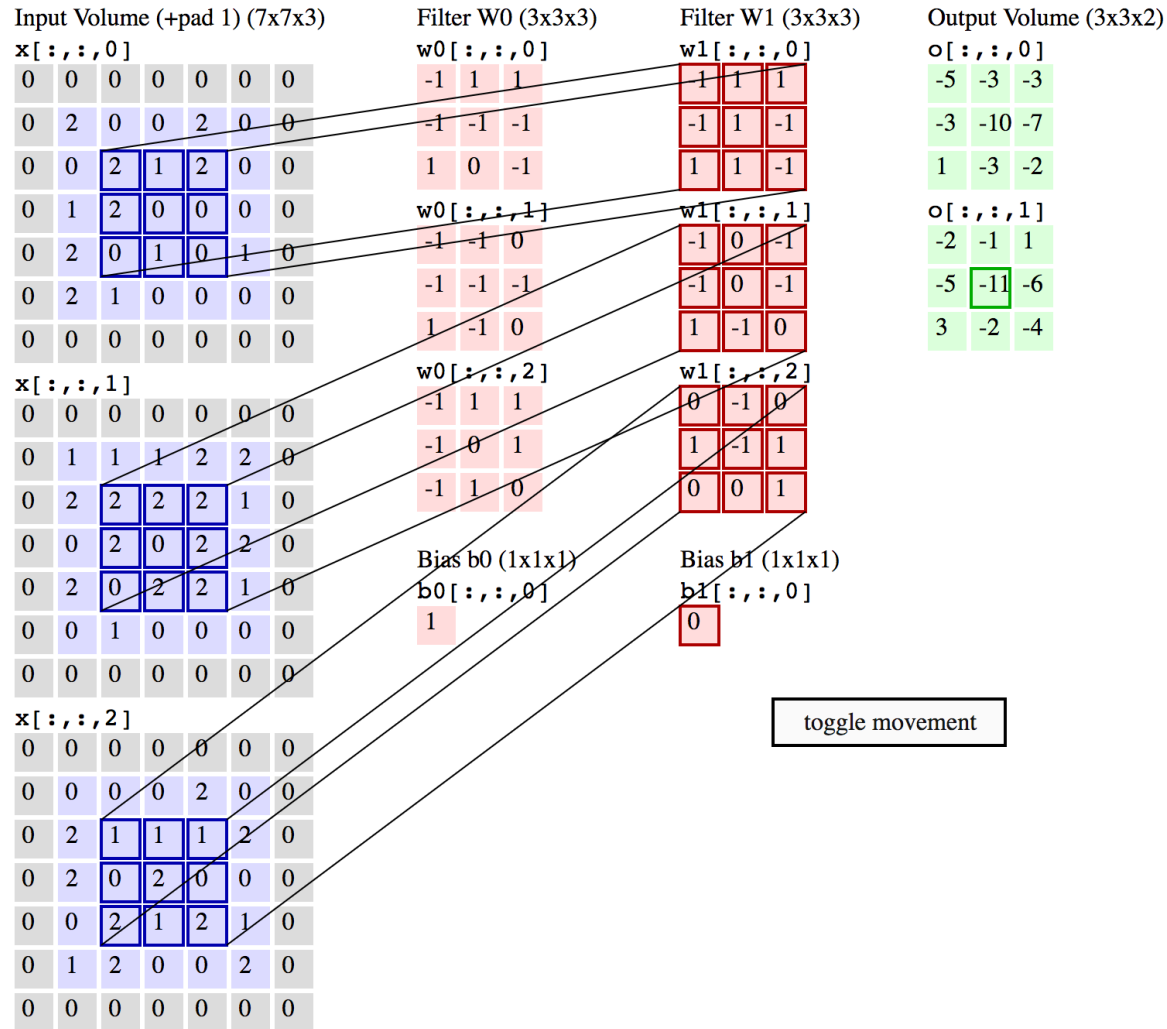 Input Volume (+pad 1) (7x7x3)
x[:,:,0]
0 0 0 0 0 0 0
0 2 0 0 2 0 0
0 0 2 1 2 0 0
0 1 2 0 0 0 0
0 2 0 1 0 1 0
0 2 1 0 0 0 0
0 0 0 0 0 0 0
x[:,:,1]
0 0 0 0 0 0 0
0 1 1 1 2 2 0
0 2 2 2 2 1 0
0 0 2 0 2 2 0
0 2 0 2 2 1 0
0 0 1 0 0 0 0
0 0 0 0 0 0 0
x[:,:,2]
0 0 0 0 0 0 0
0 0 0 0 2 0 0
0 2 1 1 1 2 0
0 2 0 2 0 0 0
0 0 2 1 2 1 0
0 1 2 0 0 2 0
0 0 0 0 0 0 0
Filter W0 (3x3x3)
w0[:,:,0]
-1 1 1
-1 -1 -1
1 0 -1
w0[:,:,1]
-1 -1 0
-1 -1 -1
1 -1 0
w0[:,:,2]
-1 1 1
-1 0 1
-1 1 0
Bias b0 (1x1x1)
b0[:,:,0]
1
Filter W1 (3x3x3)
w1[:,:,0]
-1 1 1
-1 1 -1
1 1 -1
w1[:,:,1]
-1 0 -1
-1 0 -1
1 -1 0
w1[:,:,2]
0 -1 0
1 -1 1
0 0 1
Bias b1 (1x1x1)
b1[:,:,0]
0
Output Volume (3x3x2)
o[:,:,0]
-5 -3 -3
-3 -10 -7
1 -3 -2
o[:,:,1]
-2 -1 1
-5 -11 -6
3 -2 -4
toggle movement